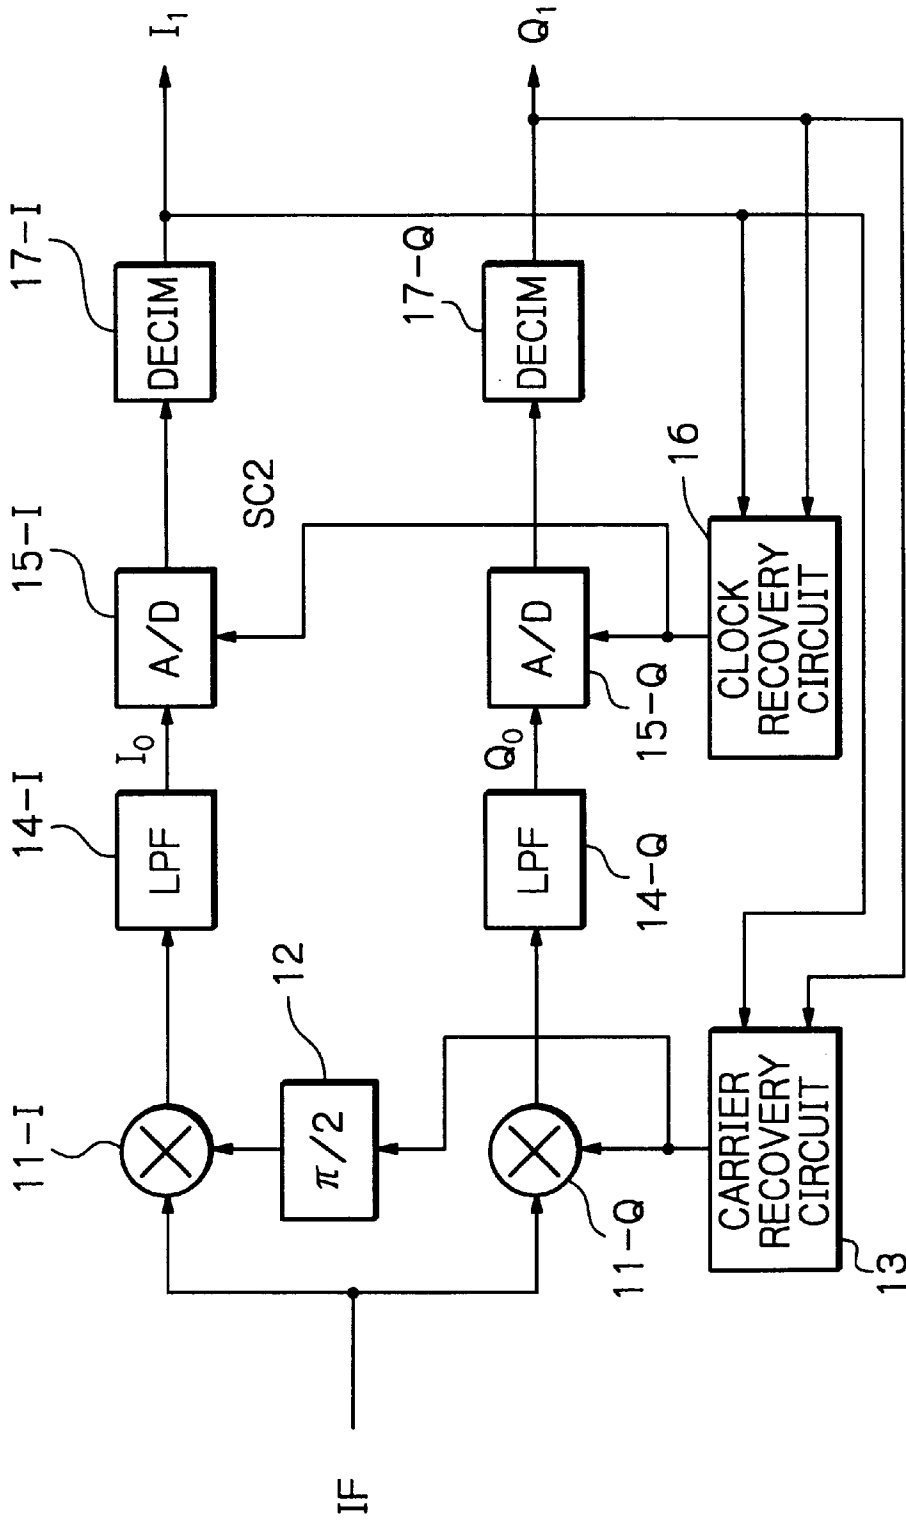 11-I
14-I
15-I
17-I
I₁
LPF
I₀
A/D
DECIM
12
π/2
SC2
IF
11-Q
LPF
14-Q
Q₀
A/D
15-Q
17-Q
DECIM
Q₁
CARRIER
RECOVERY
CIRCUIT
13
CLOCK
RECOVERY
CIRCUIT
16